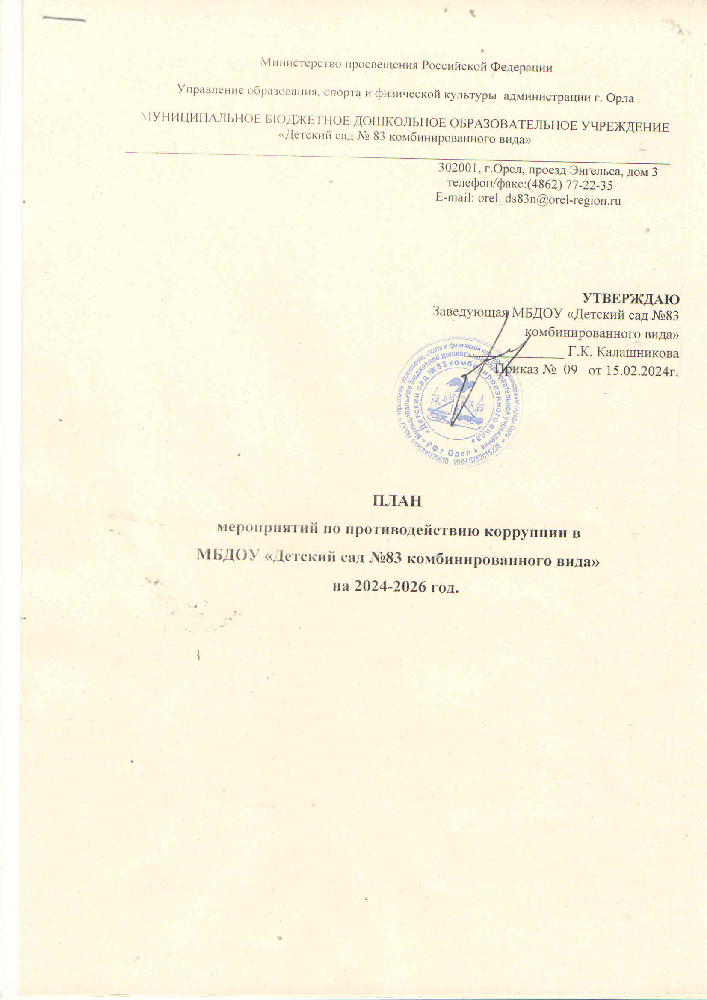 Министерство просвещения Российской Федерации
Управление образования, спорта и физической культуры администрации г. Орла
МУНИЦИПАЛЬНОЕ БЮДЖЕТНОЕ ДОШКОЛЬНОЕ ОБРАЗОВАТЕЛЬНОЕ УЧРЕЖДЕНИЕ
«Детский сад № 83 комбинированного вида»
302001, г.Орел, проезд Энгельса, дом 3
телефон/факс:(4862) 77-22-35
E-mail: orel_ds83n@orel-region.ru
УТВЕРЖДАЮ
Заведующая МБДОУ «Детский сад №83
комбинированного вида»
Г.К. Калашникова
Приказ № 09 от 15.02.2024г.
Управление образования, спорта и физической культуры администрации города Орла *
ОГРН 1025700779610 ИНН 5752015228
* Муниципальное бюджетное дошкольное образовательное учреждение *
РФ г Орел
«Детский сад №83 комбинированного вида»
ПЛАН
мероприятий по противодействию коррупции в
МБДОУ «Детский сад №83 комбинированного вида»
на 2024-2026 год.